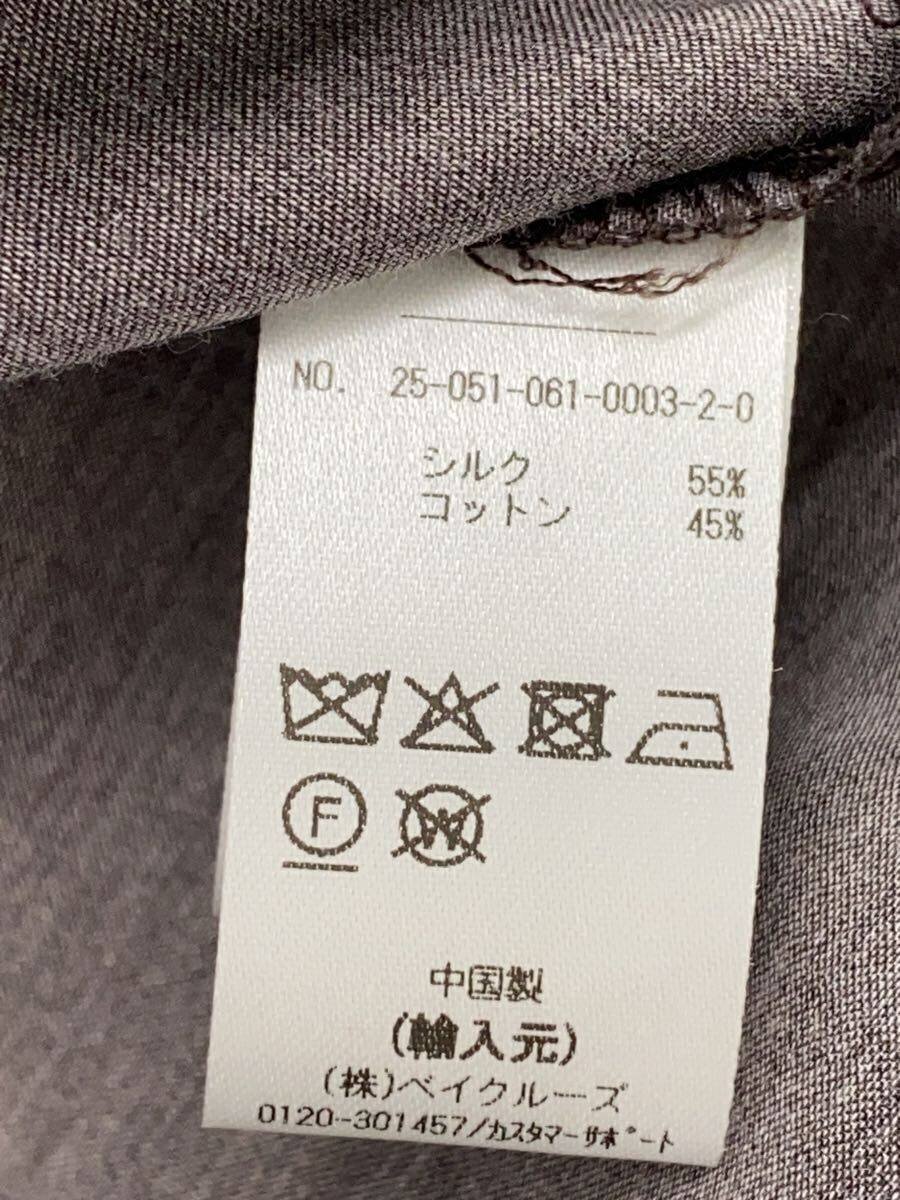 NO. 25-051-061-0003-2-0
シルク 55%
コットン 45%
F W
中国製
(輸入元)
(株)ベイクルーズ
0120-301457/カスタマーサポート